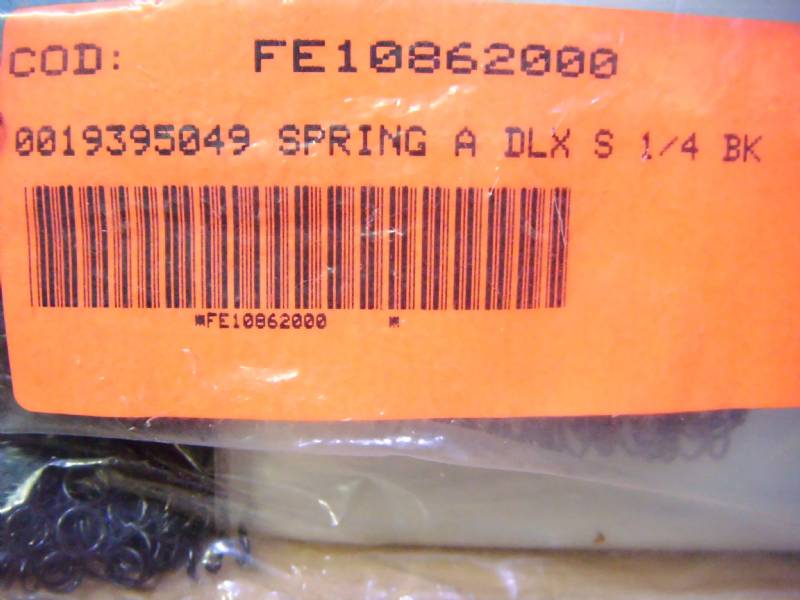 COD: FE10862000
0019395049 SPRING A DLX S 1/4 BK
*FE10862000 *